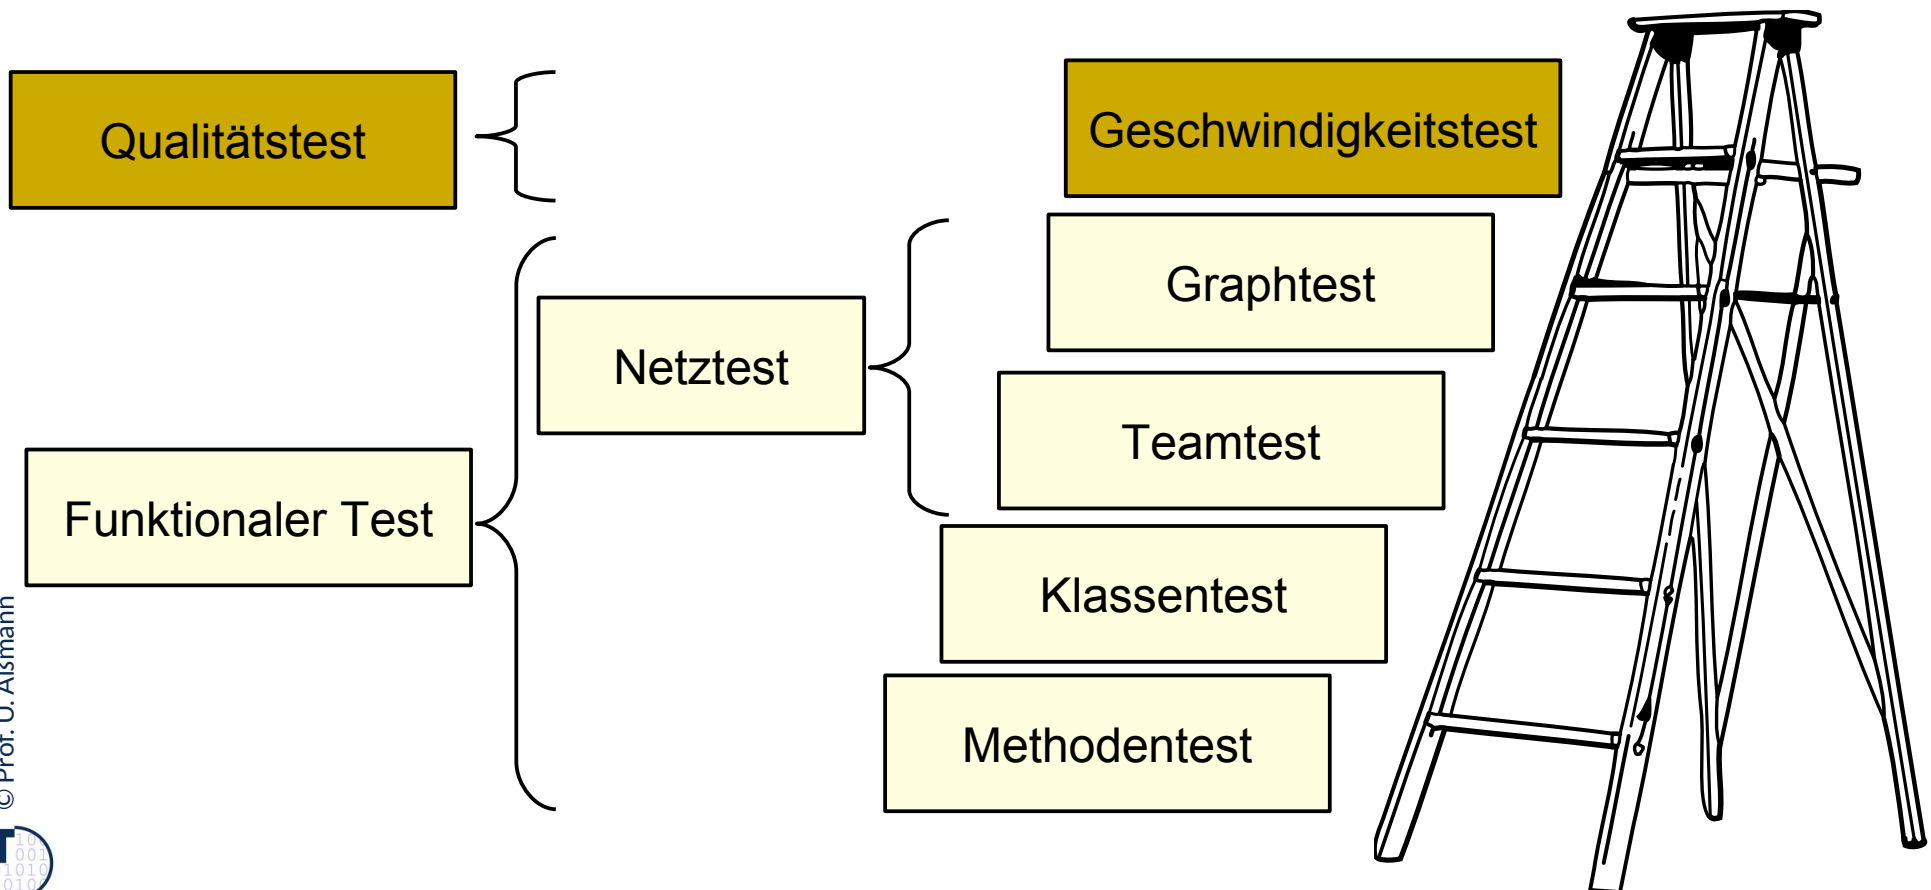 Qualitätstest
Geschwindigkeitstest
Graphtest
Netztest
Teamtest
Funktionaler Test
Klassentest
Methodentest
© Prof. U. Aßmann